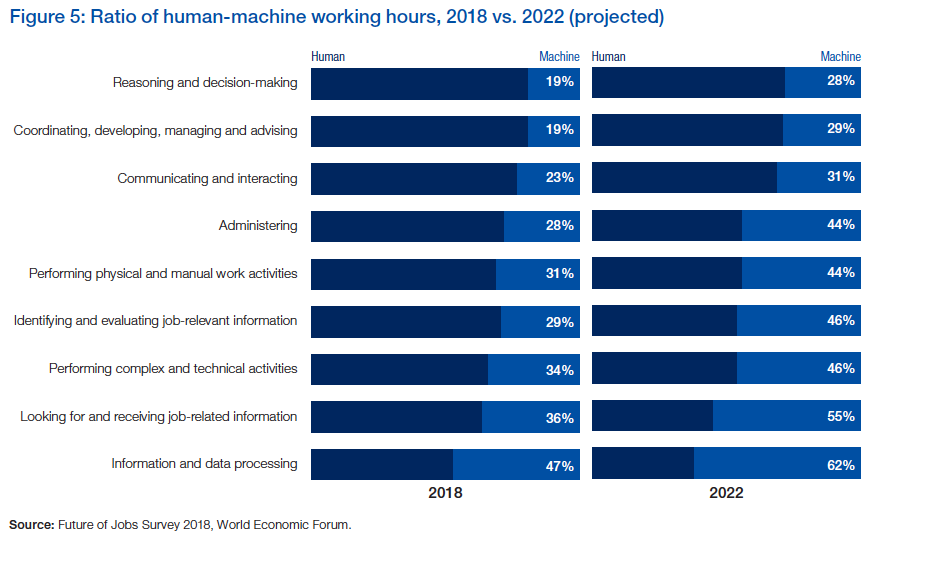 Figure 5: Ratio of human-machine working hours, 2018 vs. 2022 (projected)
Human Machine Human Machine
Reasoning and decision-making 19% 28%
Coordinating, developing, managing and advising 19% 29%
Communicating and interacting 23% 31%
Administering 28% 44%
Performing physical and manual work activities 31% 44%
Identifying and evaluating job-relevant information 29% 46%
Performing complex and technical activities 34% 46%
Looking for and receiving job-related information 36% 55%
Information and data processing 47% 62%
2018 2022
Source: Future of Jobs Survey 2018, World Economic Forum.